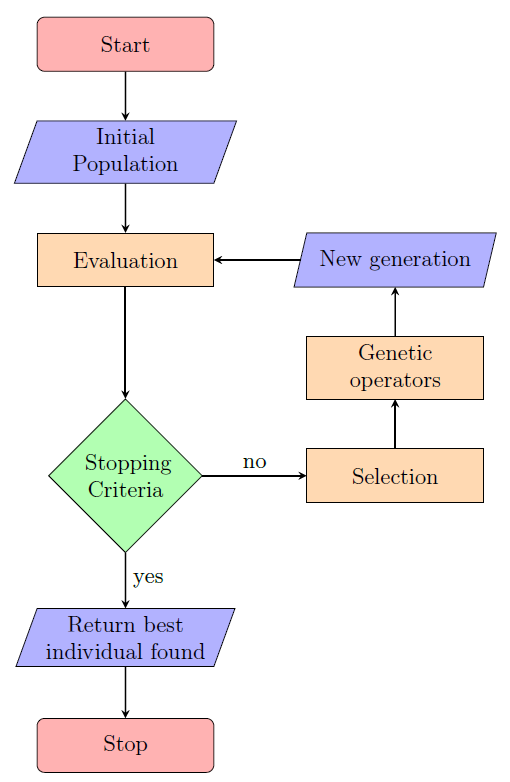 Start
Initial
Population
Evaluation
New generation
Genetic
operators
Stopping
Criteria
no
Selection
yes
Return best
individual found
Stop